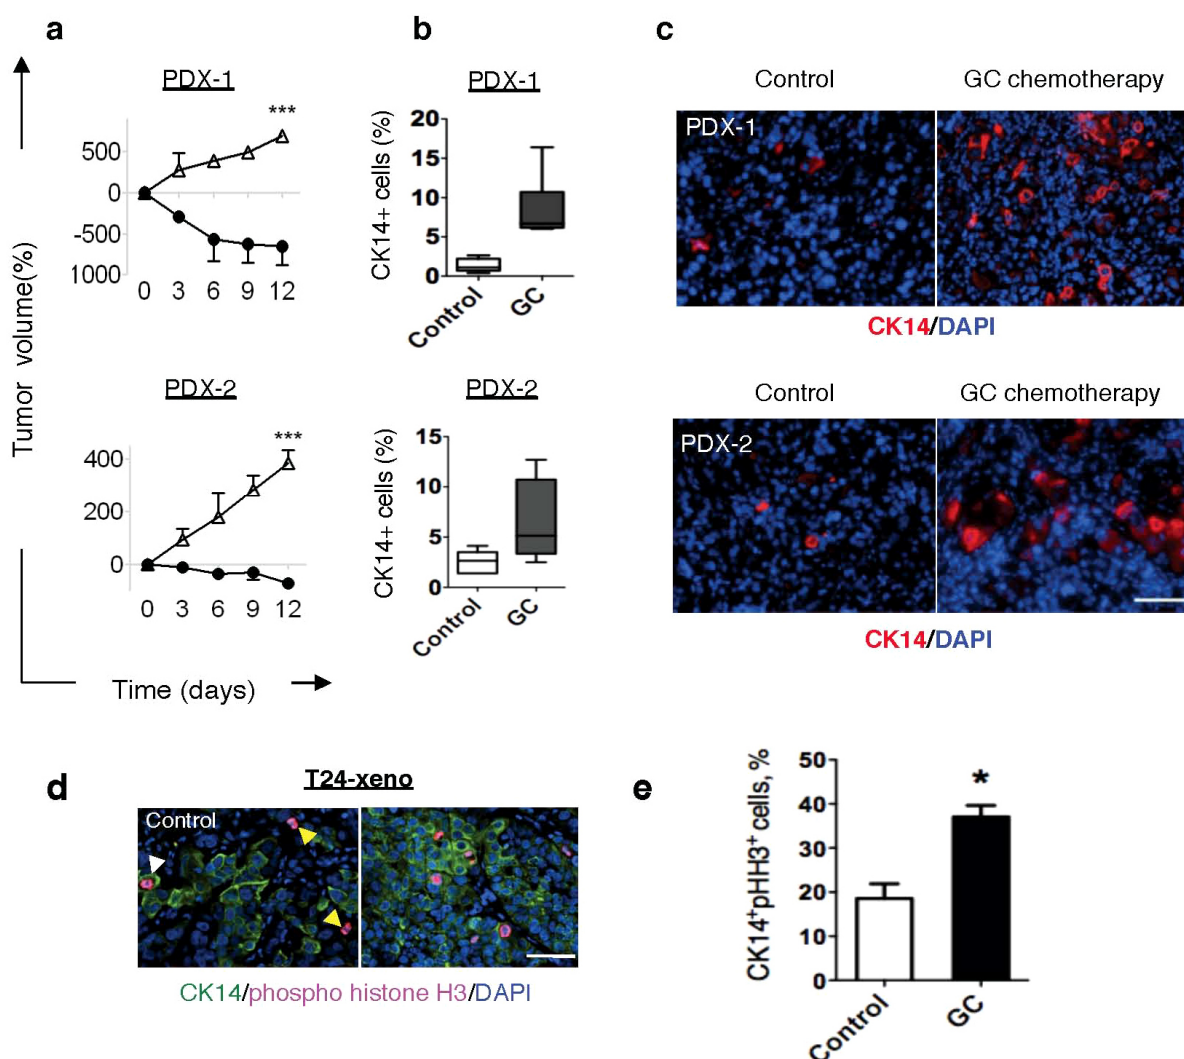 a
PDX-1
***
500
0
-500
1000
0 3 6 9 12
PDX-2
***
400
200
0
0 3 6 9 12
Tumor volume(%)
Time (days)
b
PDX-1
20
15
10
5
0
CK14+ cells (%)
Control
GC
PDX-2
15
10
5
0
CK14+ cells (%)
Control
GC
c
Control GC chemotherapy
PDX-1
CK14/DAPI
Control GC chemotherapy
PDX-2
CK14/DAPI
d
T24-xeno
Control
CK14/phospho histone H3/DAPI
e
50
40
30
20
10
0
*
CK14⁺pHH3⁺ cells, %
Control
GC